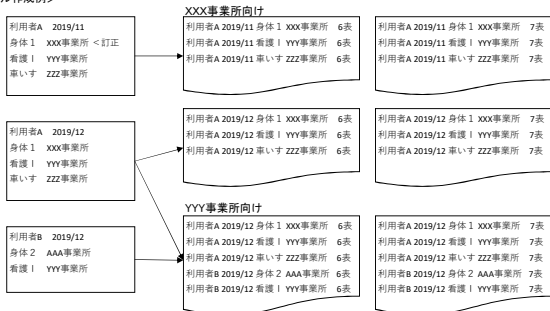 XXX事業所向け
利用者A 2019/11
身体１ XXX事業所 ＜訂正
看護Ⅰ YYY事業所
車いす ZZZ事業所
利用者A 2019/11 身体１ XXX事業所 6表
利用者A 2019/11 看護Ⅰ YYY事業所 6表
利用者A 2019/11 車いす ZZZ事業所 6表
利用者A 2019/11 身体１ XXX事業所 7表
利用者A 2019/11 看護Ⅰ YYY事業所 7表
利用者A 2019/11 車いす ZZZ事業所 7表
利用者A 2019/12
身体１ XXX事業所
看護Ⅰ YYY事業所
車いす ZZZ事業所
利用者A 2019/12 身体１ XXX事業所 6表
利用者A 2019/12 看護Ⅰ YYY事業所 6表
利用者A 2019/12 車いす ZZZ事業所 6表
利用者A 2019/12 身体１ XXX事業所 7表
利用者A 2019/12 看護Ⅰ YYY事業所 7表
利用者A 2019/12 車いす ZZZ事業所 7表
YYY事業所向け
利用者B 2019/12
身体２ AAA事業所
看護Ⅰ YYY事業所
利用者A 2019/12 身体１ XXX事業所 6表
利用者A 2019/12 看護Ⅰ YYY事業所 6表
利用者A 2019/12 車いす ZZZ事業所 6表
利用者B 2019/12 身体２ AAA事業所 6表
利用者B 2019/12 看護Ⅰ YYY事業所 6表
利用者A 2019/12 身体１ XXX事業所 7表
利用者A 2019/12 看護Ⅰ YYY事業所 7表
利用者A 2019/12 車いす ZZZ事業所 7表
利用者B 2019/12 身体２ AAA事業所 7表
利用者B 2019/12 看護Ⅰ YYY事業所 7表